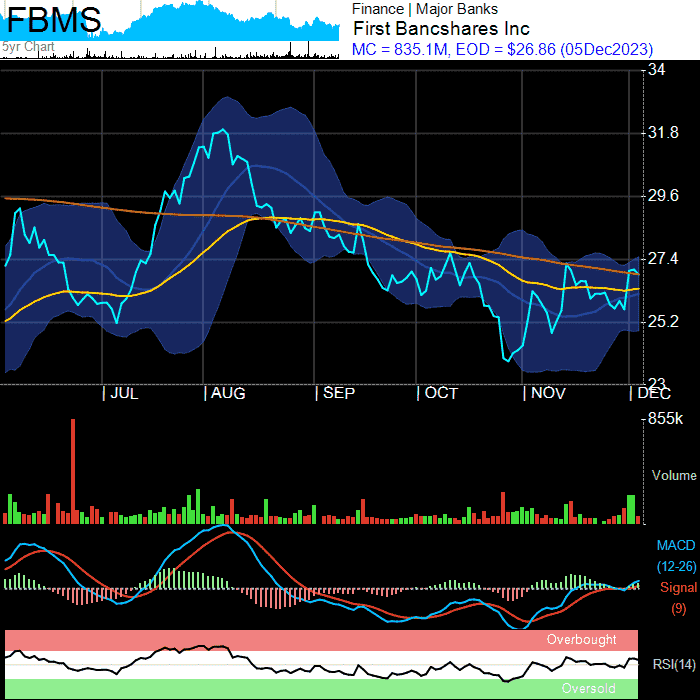 FBMS
5yr Chart
Finance | Major Banks
First Bancshares Inc
MC = 835.1M, EOD = $26.86 (05Dec2023)
34
31.8
29.6
27.4
25.2
23
JUL AUG SEP OCT NOV DEC
855k
Volume
MACD
(12-26)
Signal
(9)
Overbought
RSI(14)
Oversold